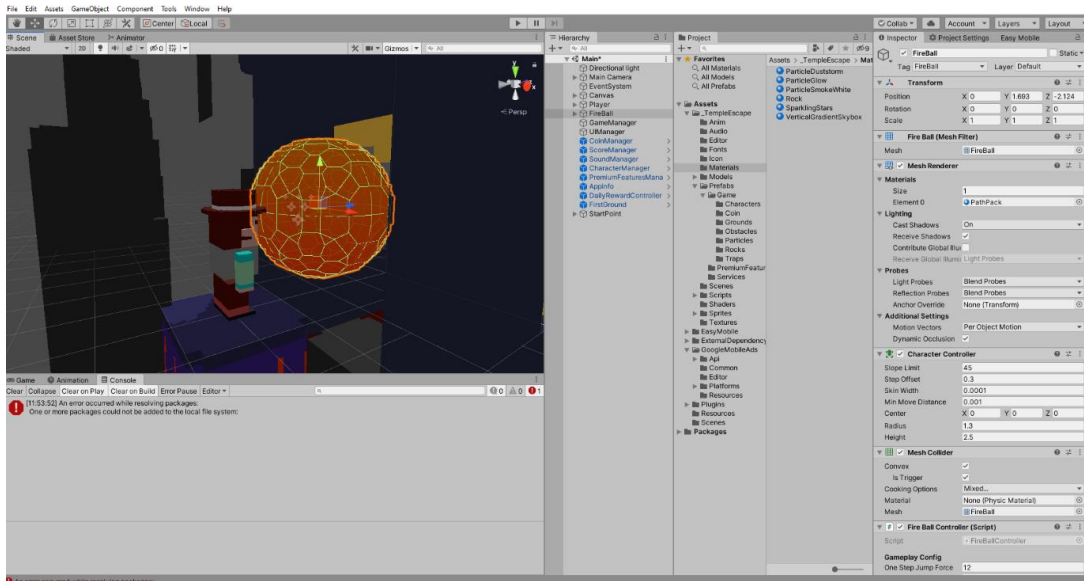 File Edit Assets GameObject Component Tools Window Help
Center Local
Collab Account Layers Layout
Scene Asset Store Animator
Shaded 2D Gizmos All
y
x
Persp
Game Animation Console
Clear Collapse Clear on Play Clear on Build Error Pause Editor 0 0 1
[11:53:52] An error occurred while resolving packages:
One or more packages could not be added to the local file system:
Hierarchy
All
Main*
Directional light
Main Camera
EventSystem
Canvas
Player
FireBall
GameManager
UIManager
CoinManager
ScoreManager
SoundManager
CharacterManager
PremiumFeaturesMana
AppInfo
DailyRewardController
FirstGround
StartPoint
Project
Favorites
All Materials
All Models
All Prefabs
Assets
_TempleEscape
Anim
Audio
Editor
Fonts
Icon
Materials
Models
Prefabs
Game
Characters
Coin
Grounds
Obstacles
Particles
Rocks
Traps
PremiumFeatur
Services
Scenes
Scripts
Shaders
Sprites
Textures
EasyMobile
ExternalDependency
GoogleMobileAds
Api
Common
Editor
Platforms
Resources
Plugins
Resources
Scenes
Packages
Assets > _TempleEscape > Mat
ParticleDuststorm
ParticleGlow
ParticleSmokeWhite
Rock
SparklingStars
VerticalGradientSkybox
Inspector Project Settings Easy Mobile
FireBall Static
Tag FireBall Layer Default
Transform
Position X 0 Y 1.693 Z -2.124
Rotation X 0 Y 0 Z 0
Scale X 1 Y 1 Z 1
Fire Ball (Mesh Filter)
Mesh FireBall
Mesh Renderer
Materials
Size 1
Element 0 PathPack
Lighting
Cast Shadows On
Receive Shadows
Contribute Global Illu
Receive Global Illumi Light Probes
Probes
Light Probes Blend Probes
Reflection Probes Blend Probes
Anchor Override None (Transform)
Additional Settings
Motion Vectors Per Object Motion
Dynamic Occlusion
Character Controller
Slope Limit 45
Step Offset 0.3
Skin Width 0.0001
Min Move Distance 0.001
Center X 0 Y 0 Z 0
Radius 1.3
Height 2.5
Mesh Collider
Convex
Is Trigger
Cooking Options Mixed...
Material None (Physic Material)
Mesh FireBall
Fire Ball Controller (Script)
Script FireBallController
Gameplay Config
One Step Jump Force 12